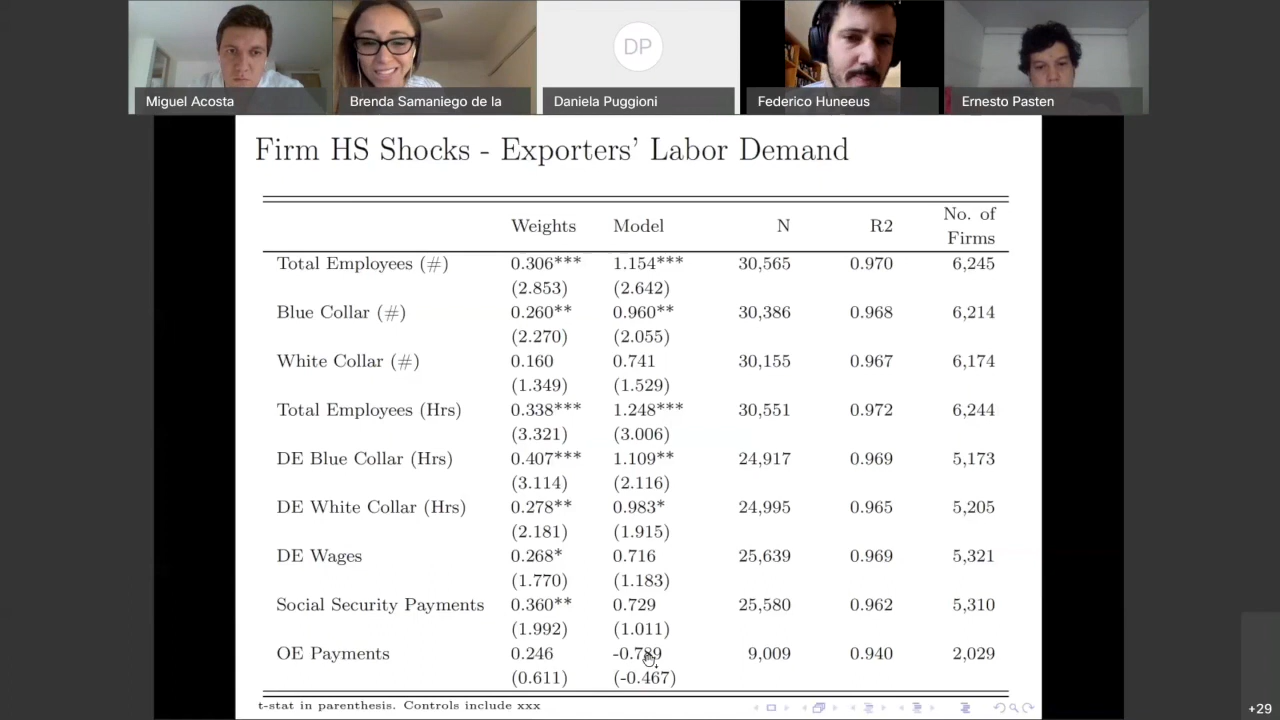 DP
Miguel Acosta
Brenda Samaniego de la
Daniela Puggioni
Federico Huneeus
Ernesto Pasten
Firm HS Shocks - Exporters' Labor Demand
Weights Model N R2 No. of
Firms
Total Employees (#) 0.306*** 1.154*** 30,565 0.970 6,245
(2.853) (2.642)
Blue Collar (#) 0.260** 0.960** 30,386 0.968 6,214
(2.270) (2.055)
White Collar (#) 0.160 0.741 30,155 0.967 6,174
(1.349) (1.529)
Total Employees (Hrs) 0.338*** 1.248*** 30,551 0.972 6,244
(3.321) (3.006)
DE Blue Collar (Hrs) 0.407*** 1.109** 24,917 0.969 5,173
(3.114) (2.116)
DE White Collar (Hrs) 0.278** 0.983* 24,995 0.965 5,205
(2.181) (1.915)
DE Wages 0.268* 0.716 25,639 0.969 5,321
(1.770) (1.183)
Social Security Payments 0.360** 0.729 25,580 0.962 5,310
(1.992) (1.011)
OE Payments 0.246 -0.789 9,009 0.940 2,029
(0.611) (-0.467)
t-stat in parenthesis. Controls include xxx
+29